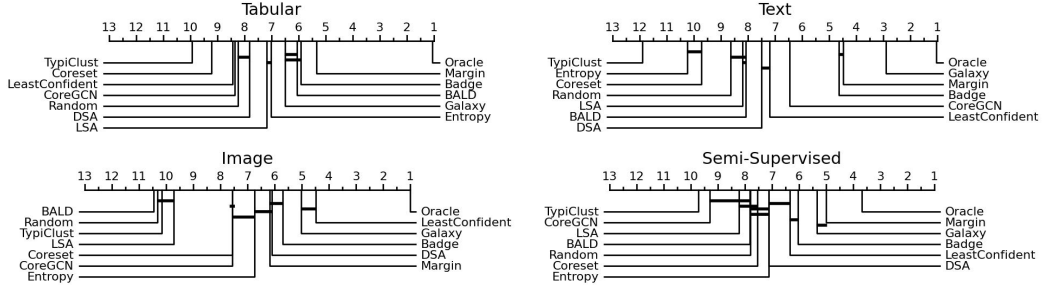 Tabular
13 12 11 10 9 8 7 6 5 4 3 2 1
TypiClust
Coreset
LeastConfident
CoreGCN
Random
DSA
LSA
Oracle
Margin
Badge
BALD
Galaxy
Entropy
Text
13 12 11 10 9 8 7 6 5 4 3 2 1
TypiClust
Entropy
Coreset
Random
LSA
BALD
DSA
Oracle
Galaxy
Margin
Badge
CoreGCN
LeastConfident
Image
13 12 11 10 9 8 7 6 5 4 3 2 1
BALD
Random
TypiClust
LSA
Coreset
CoreGCN
Entropy
Oracle
LeastConfident
Galaxy
Badge
DSA
Margin
Semi-Supervised
13 12 11 10 9 8 7 6 5 4 3 2 1
TypiClust
CoreGCN
LSA
BALD
Random
Coreset
Entropy
Oracle
Margin
Galaxy
Badge
LeastConfident
DSA